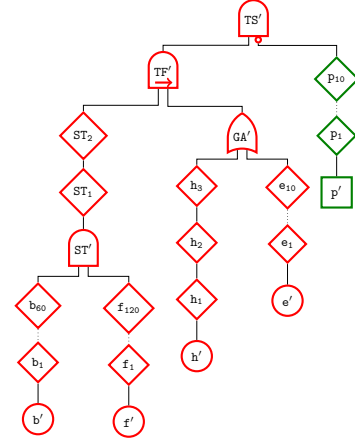 TS′
TF′
p₁₀
ST₂
GA′
p₁
ST₁
h₃
e₁₀
p′
ST′
h₂
e₁
b₆₀
f₁₂₀
h₁
e′
b₁
f₁
h′
b′
f′